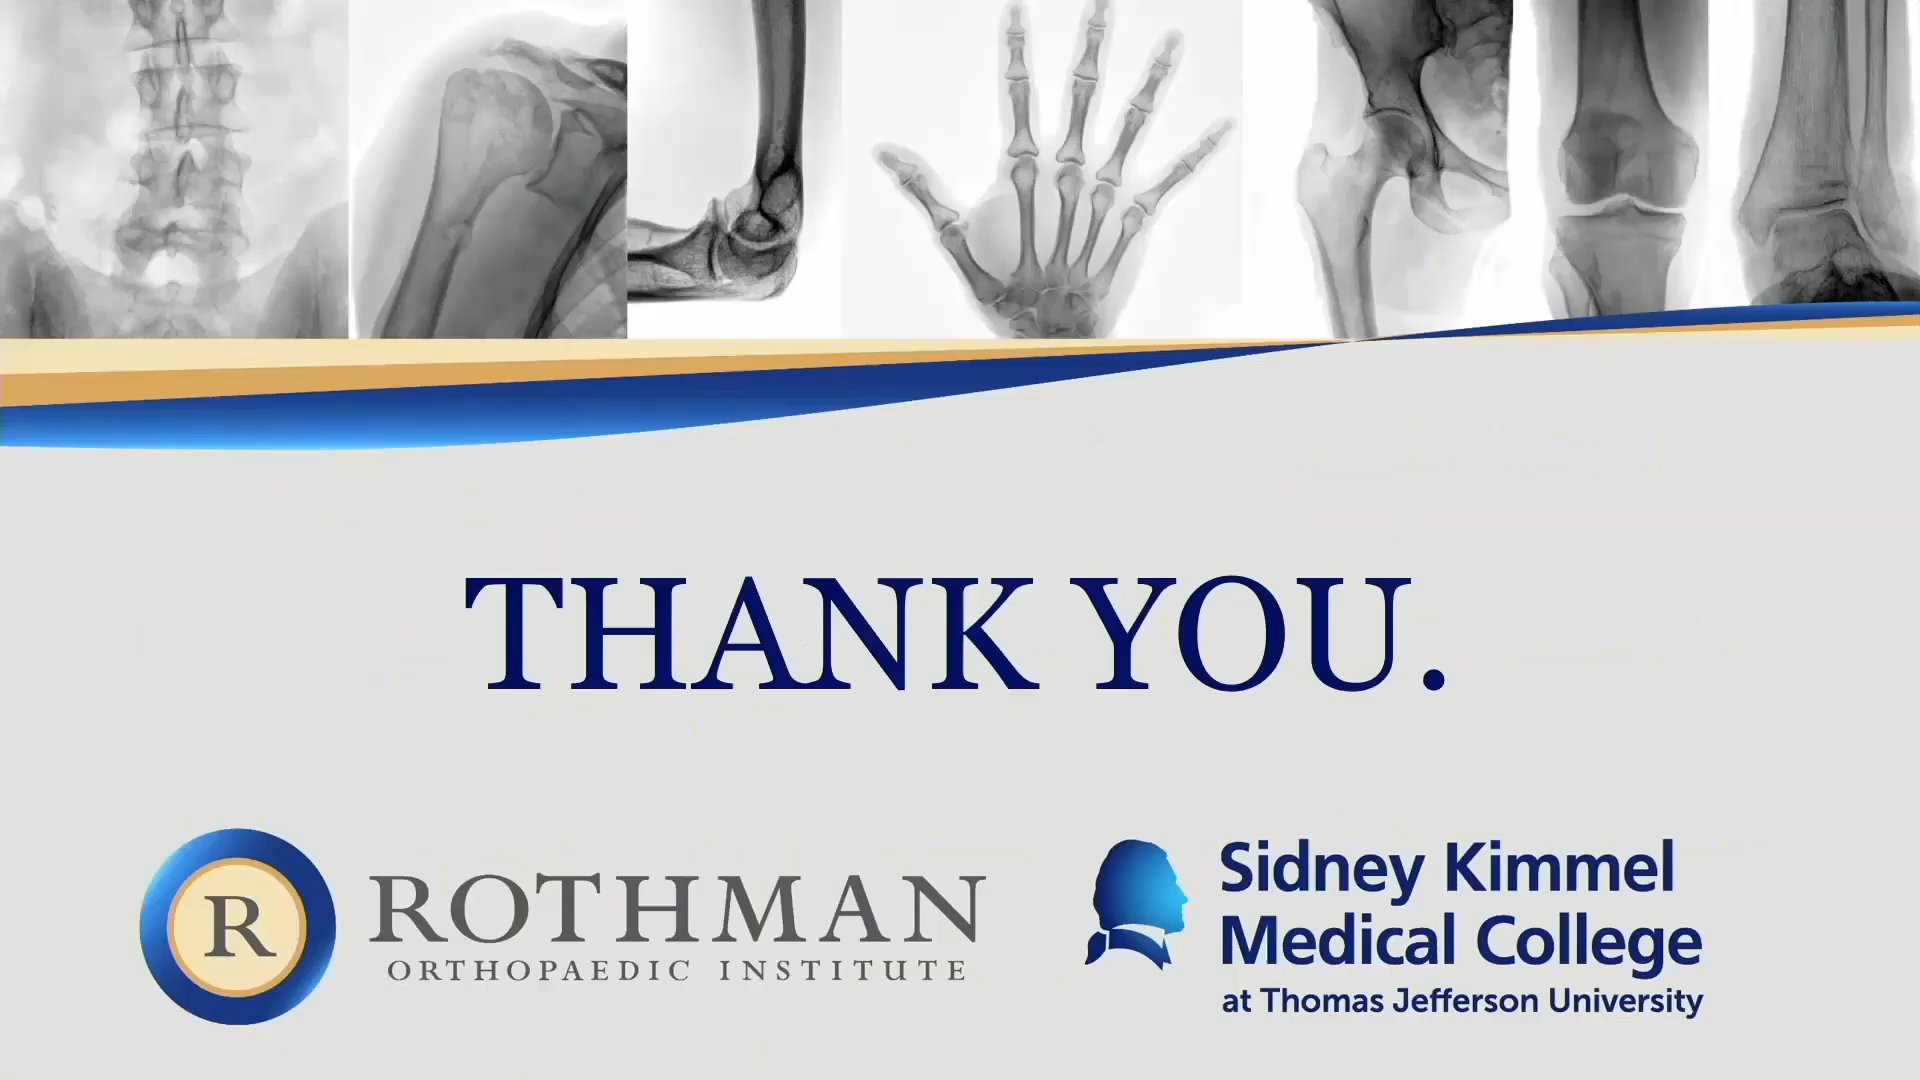 THANK YOU.
R
ROTHMAN
ORTHOPAEDIC INSTITUTE
Sidney Kimmel
Medical College
at Thomas Jefferson University